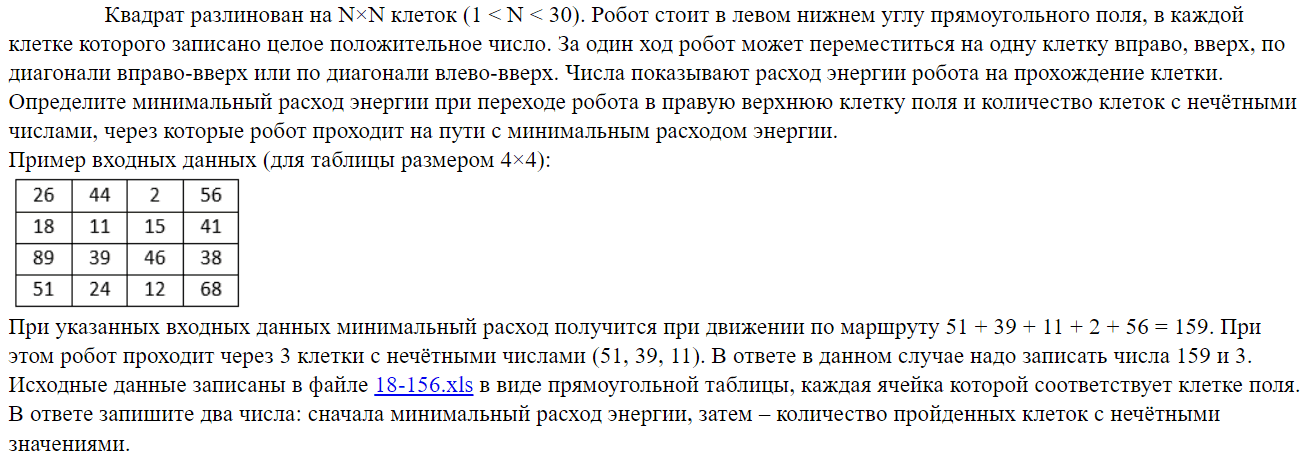 Квадрат разлинован на N×N клеток (1 < N < 30). Робот стоит в левом нижнем углу прямоугольного поля, в каждой
клетке которого записано целое положительное число. За один ход робот может переместиться на одну клетку вправо, вверх, по
диагонали вправо-вверх или по диагонали влево-вверх. Числа показывают расход энергии робота на прохождение клетки.
Определите минимальный расход энергии при переходе робота в правую верхнюю клетку поля и количество клеток с нечётными
числами, через которые робот проходит на пути с минимальным расходом энергии.
Пример входных данных (для таблицы размером 4×4):
26 44 2 56
18 11 15 41
89 39 46 38
51 24 12 68
При указанных входных данных минимальный расход получится при движении по маршруту 51 + 39 + 11 + 2 + 56 = 159. При
этом робот проходит через 3 клетки с нечётными числами (51, 39, 11). В ответе в данном случае надо записать числа 159 и 3.
Исходные данные записаны в файле 18-156.xls в виде прямоугольной таблицы, каждая ячейка которой соответствует клетке поля.
В ответе запишите два числа: сначала минимальный расход энергии, затем – количество пройденных клеток с нечётными
значениями.